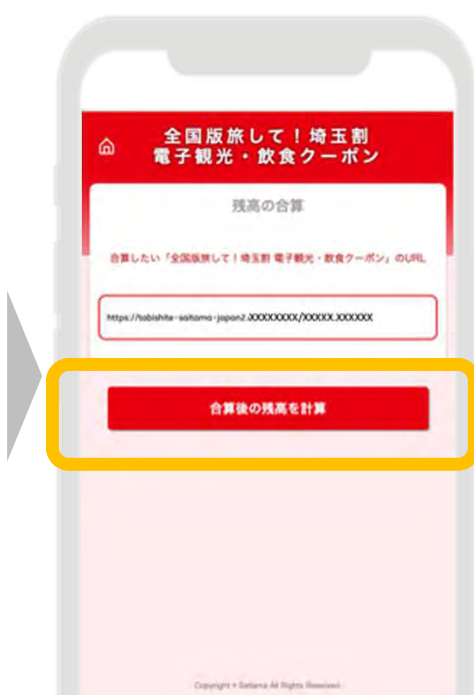 全国版旅して！埼玉割
電子観光・飲食クーポン
残高の合算
合算したい「全国版旅して！埼玉割 電子観光・飲食クーポン」のURL
https://tabishite-saitama-japan2.XXXXXXXX/XXXXX.XXXXXX
合算後の残高を計算
Copyright © Saitama All Rights Reserved.